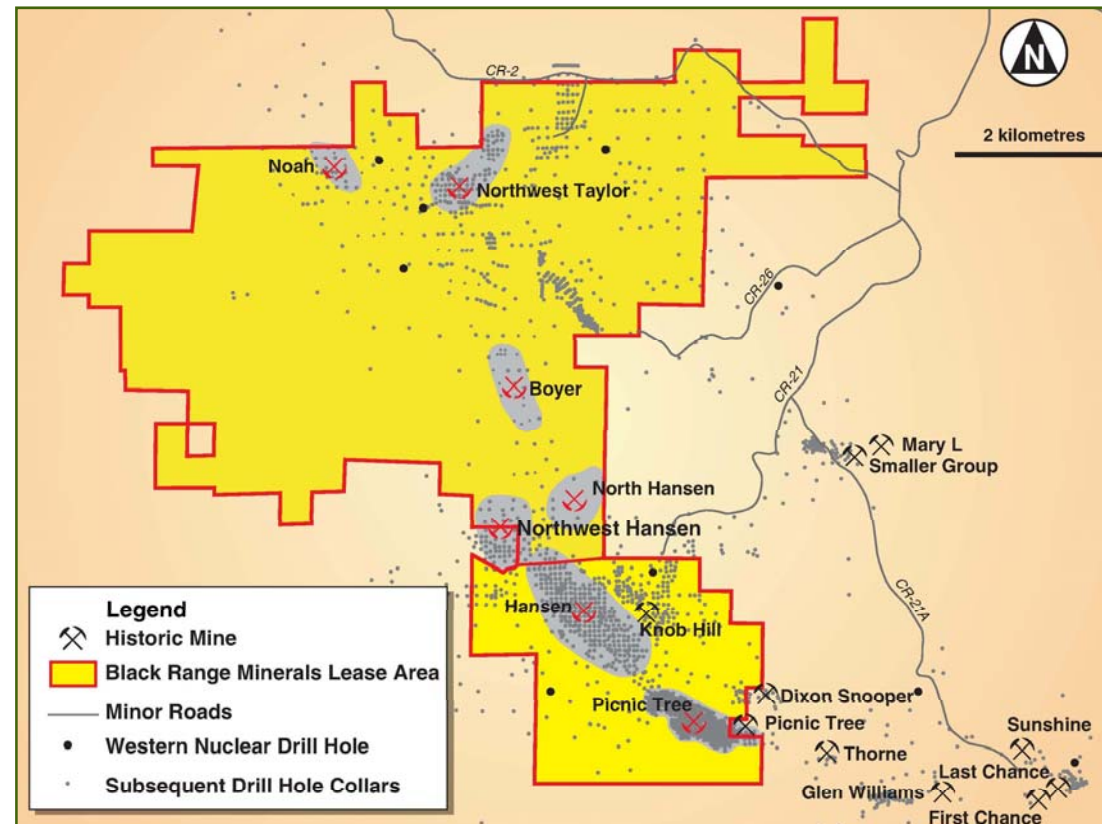 CR-2
N
2 kilometres
Noah
Northwest Taylor
CR-26
Boyer
CR-21
Mary L
Smaller Group
North Hansen
Northwest Hansen
Hansen
Knob Hill
CR-21A
Picnic Tree
Dixon Snooper
Picnic Tree
Sunshine
Thorne
Last Chance
Glen Williams
First Chance
Legend
Historic Mine
Black Range Minerals Lease Area
Minor Roads
Western Nuclear Drill Hole
Subsequent Drill Hole Collars